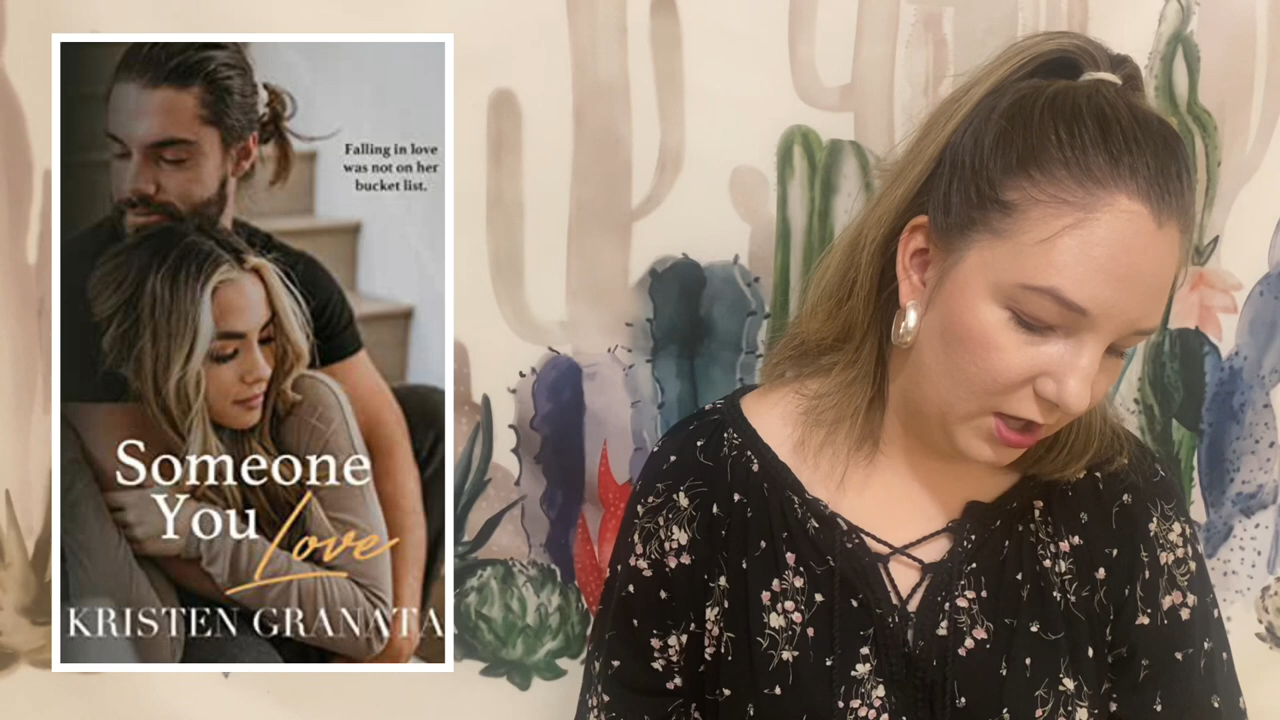 Falling in love
was not on her
bucket list.
Someone
You Love
KRISTEN GRANATA